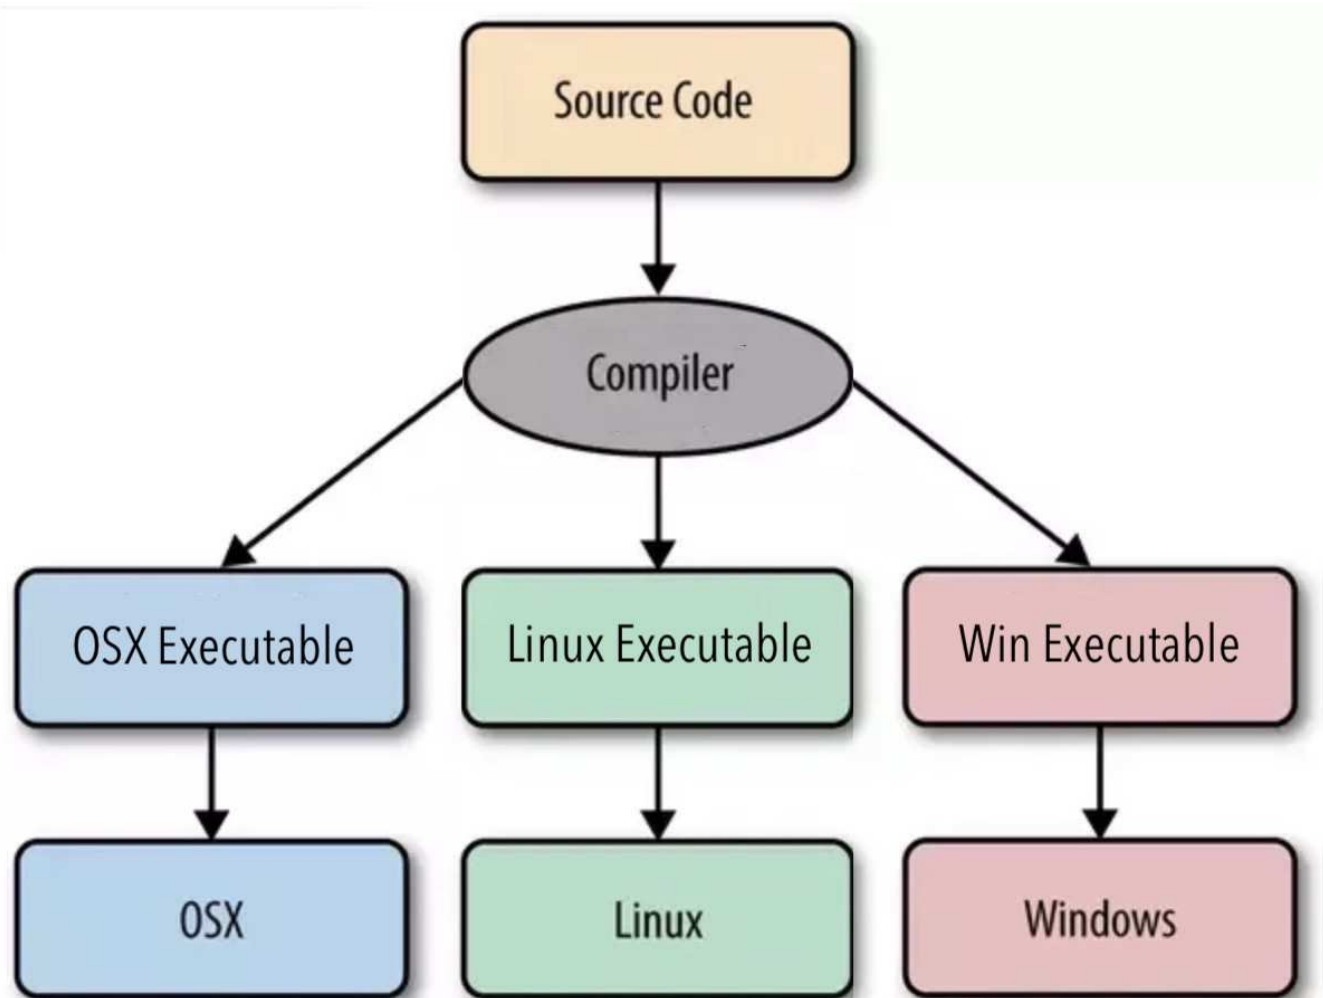 Source Code
Compiler
OSX Executable
Linux Executable
Win Executable
OSX
Linux
Windows